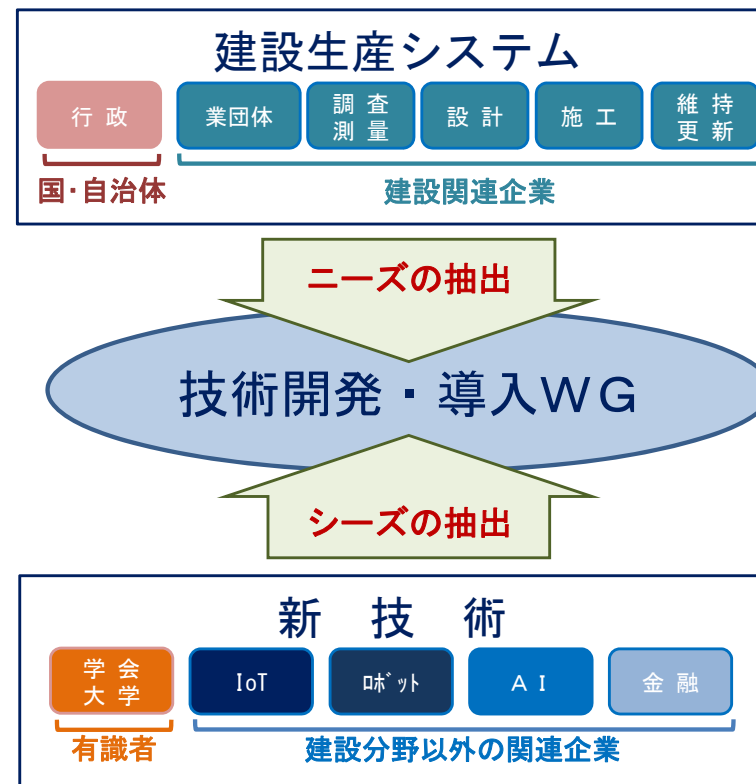 建設生産システム
行 政
業団体
調 査
測 量
設 計
施 工
維 持
更 新
国・自治体
建設関連企業
ニーズの抽出
技術開発・導入ＷＧ
シーズの抽出
新 技 術
学 会
大 学
IoT
ﾛﾎﾞｯﾄ
A I
金 融
有識者
建設分野以外の関連企業